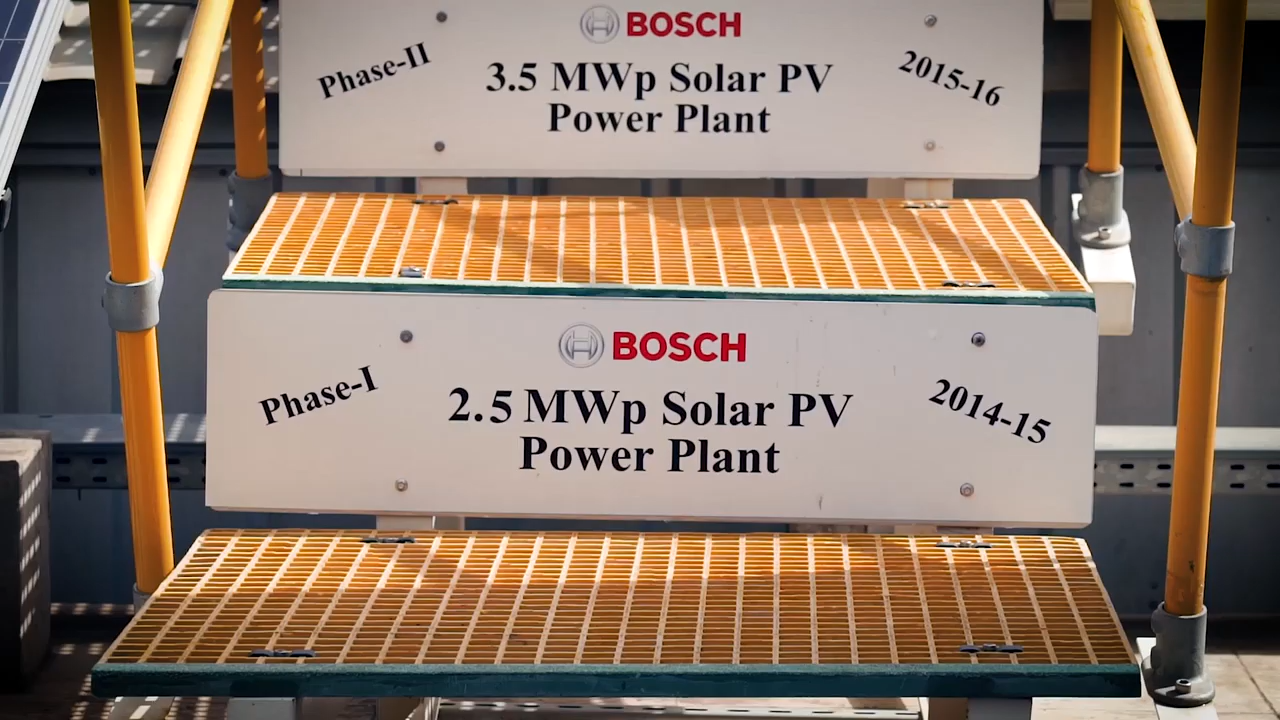 BOSCH
Phase-II
3.5 MWp Solar PV
Power Plant
2015-16
BOSCH
Phase-I
2.5 MWp Solar PV
Power Plant
2014-15